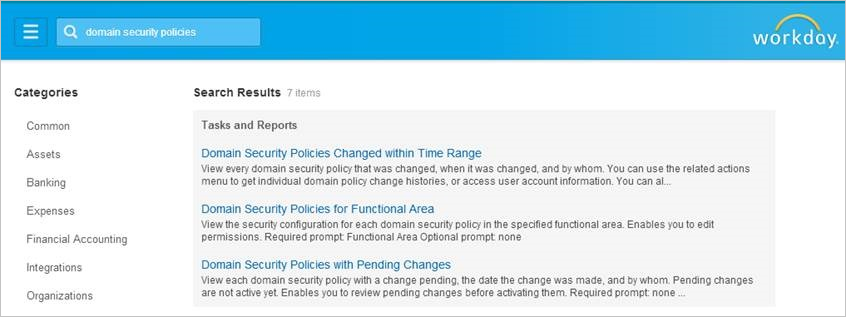 domain security policies
workday.
Categories
Common
Assets
Banking
Expenses
Financial Accounting
Integrations
Organizations
Search Results 7 items
Tasks and Reports
Domain Security Policies Changed within Time Range
View every domain security policy that was changed, when it was changed, and by whom. You can use the related actions
menu to get individual domain policy change histories, or access user account information. You can al...
Domain Security Policies for Functional Area
View the security configuration for each domain security policy in the specified functional area. Enables you to edit
permissions. Required prompt: Functional Area Optional prompt: none
Domain Security Policies with Pending Changes
View each domain security policy with a change pending, the date the change was made, and by whom. Pending changes
are not active yet. Enables you to review pending changes before activating them. Required prompt: none ...